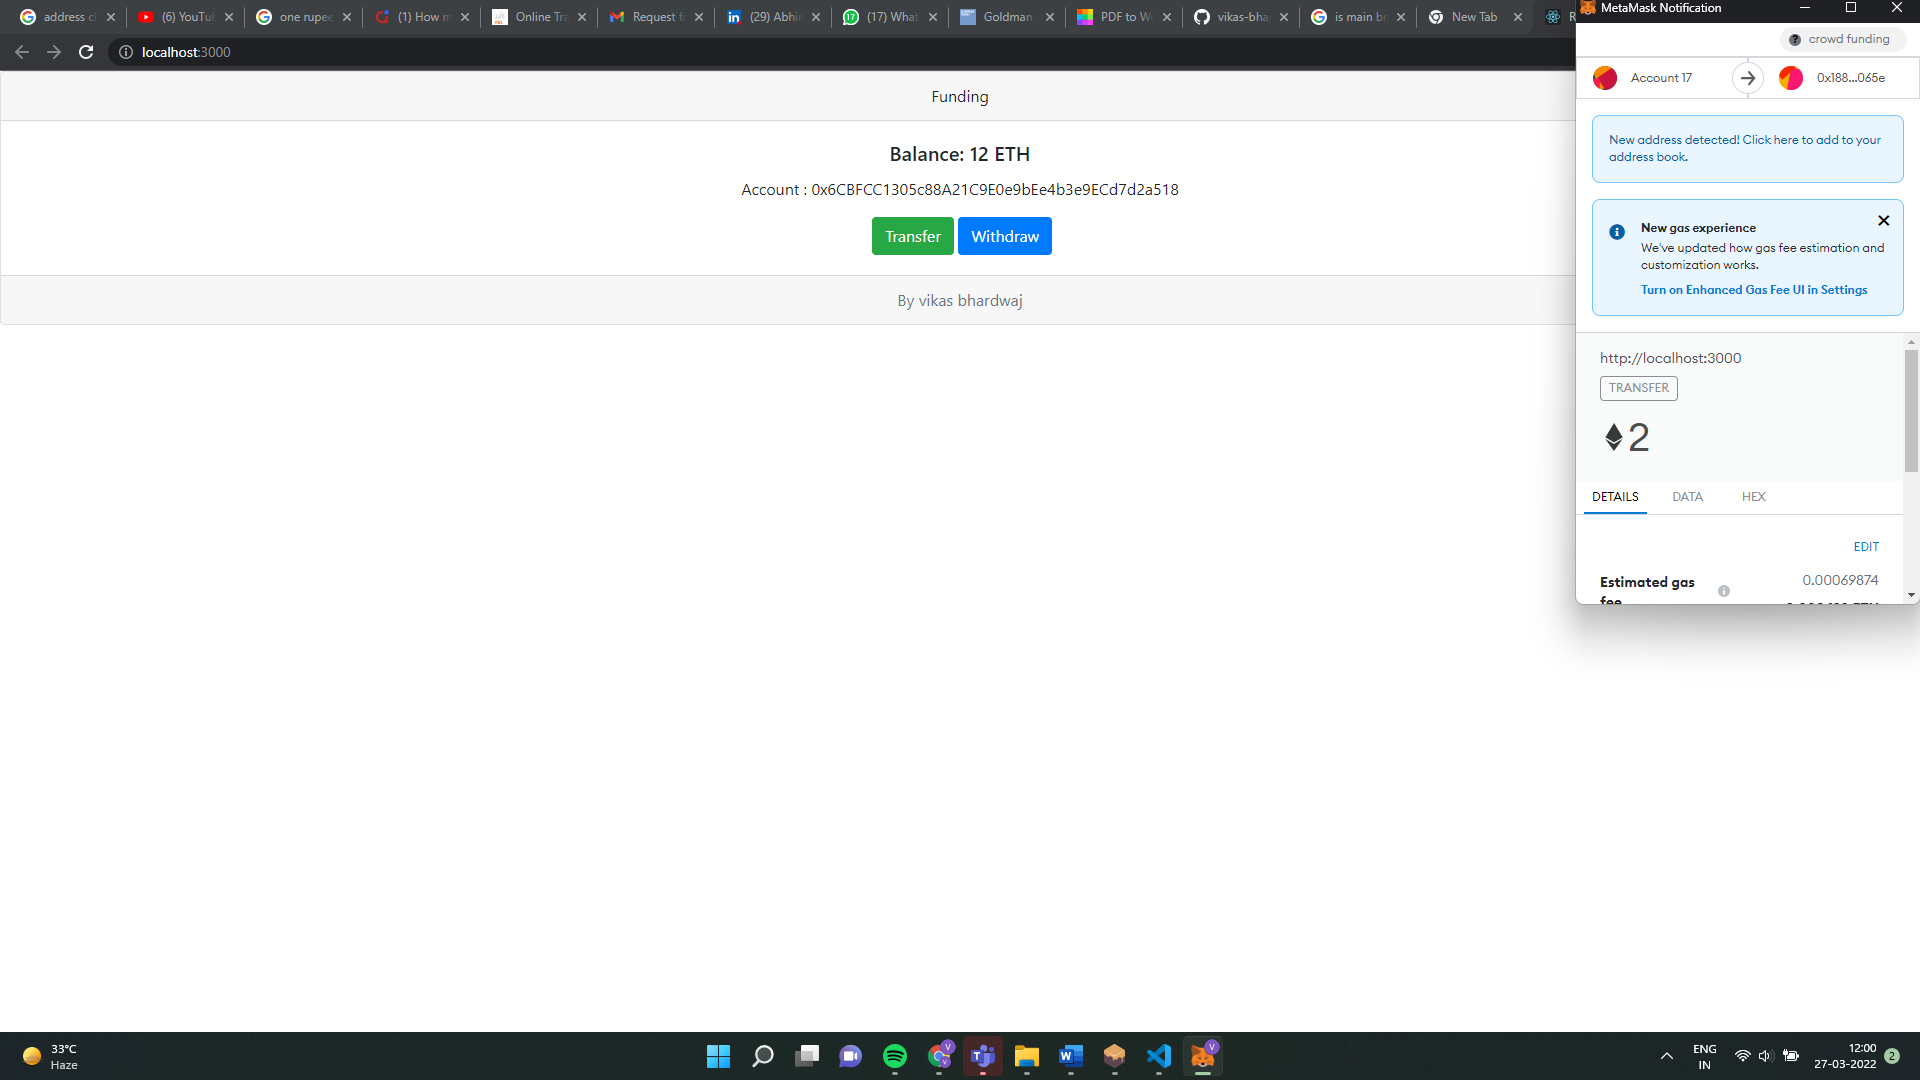 address c
(6) YouTu
one rupee
(1) How m
Online Tra
Request f
(29) Abhi
(17) What
Goldman
PDF to W
vikas-bha
is main b
New Tab
R
localhost:3000
Funding
Balance: 12 ETH
Account : 0x6CBFCC1305c88A21C9E0e9bEe4b3e9ECd7d2a518
Transfer
Withdraw
By vikas bhardwaj
MetaMask Notification
crowd funding
Account 17
0x188...065e
New address detected! Click here to add to your
address book.
New gas experience
We've updated how gas fee estimation and
customization works.
Turn on Enhanced Gas Fee UI in Settings
http://localhost:3000
TRANSFER
2
DETAILS
DATA
HEX
EDIT
Estimated gas
fee
0.00069874
33°C
Haze
ENG
IN
12:00
27-03-2022
2